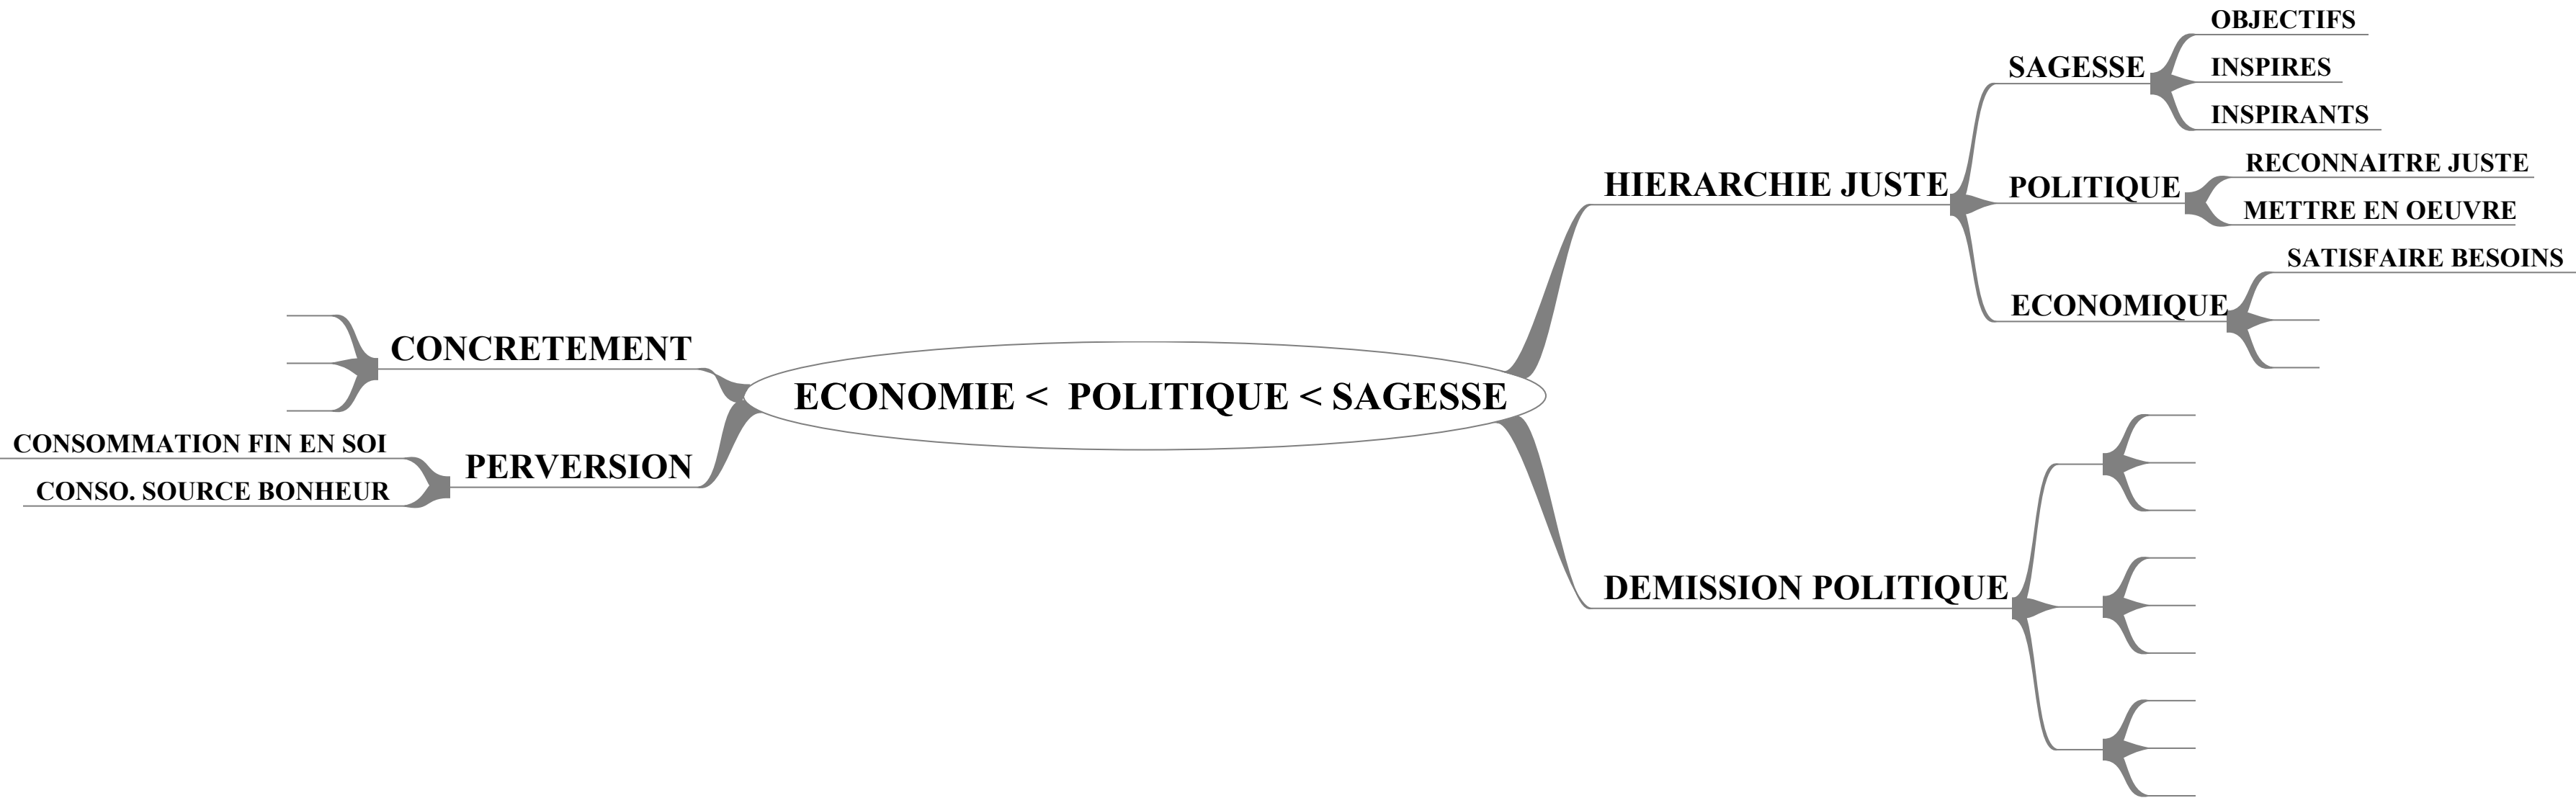 ECONOMIE <  POLITIQUE < SAGESSE
HIERARCHIE JUSTE
SAGESSE
OBJECTIFS
INSPIRES
INSPIRANTS
POLITIQUE
RECONNAITRE JUSTE
METTRE EN OEUVRE
ECONOMIQUE
SATISFAIRE BESOINS
DEMISSION POLITIQUE
CONCRETEMENT
PERVERSION
CONSOMMATION FIN EN SOI
CONSO. SOURCE BONHEUR